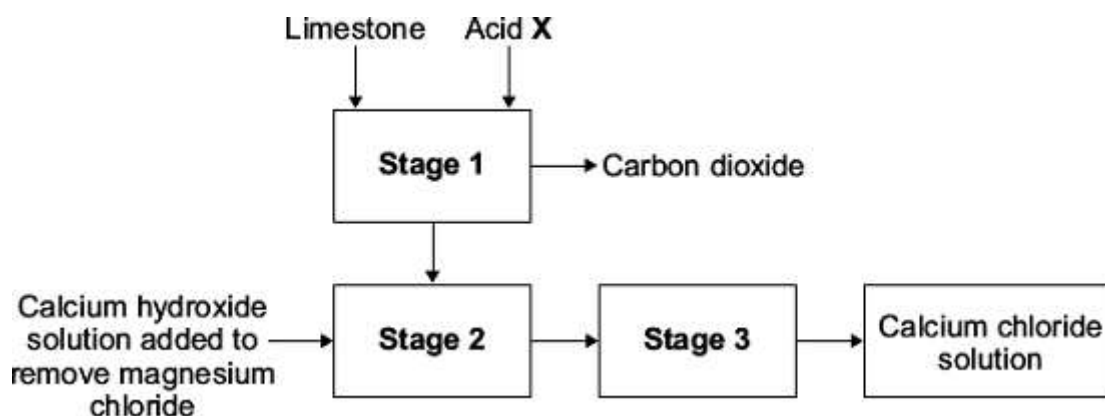 Limestone
Acid X
Stage 1
Carbon dioxide
Calcium hydroxide
solution added to
remove magnesium
chloride
Stage 2
Stage 3
Calcium chloride
solution